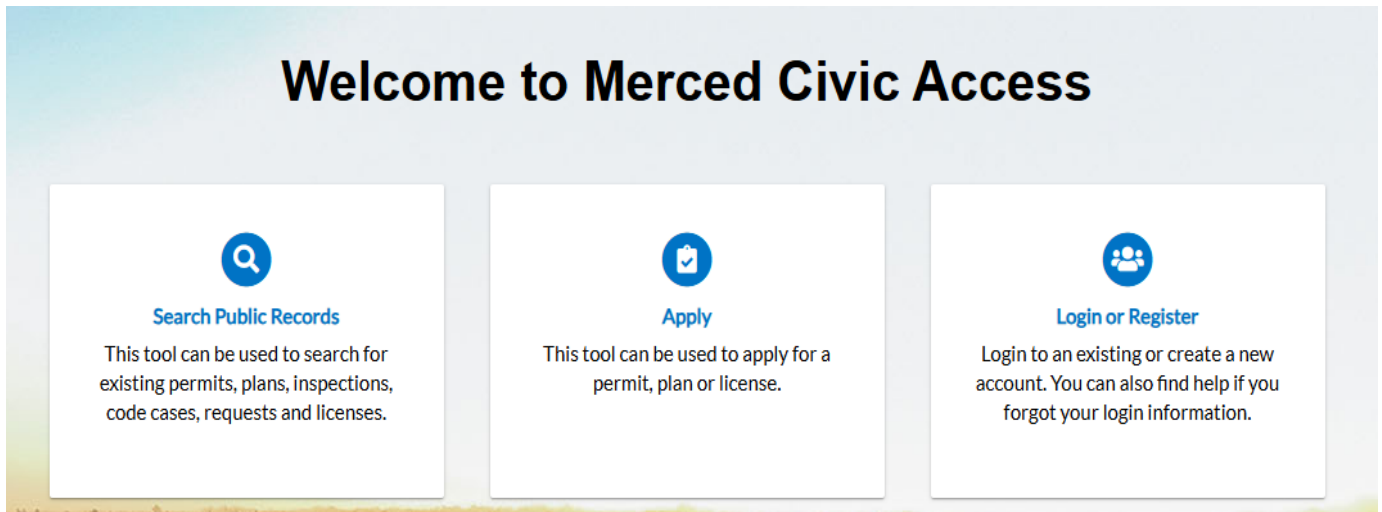 Welcome to Merced Civic Access
Search Public Records
This tool can be used to search for
existing permits, plans, inspections,
code cases, requests and licenses.
Apply
This tool can be used to apply for a
permit, plan or license.
Login or Register
Login to an existing or create a new
account. You can also find help if you
forgot your login information.